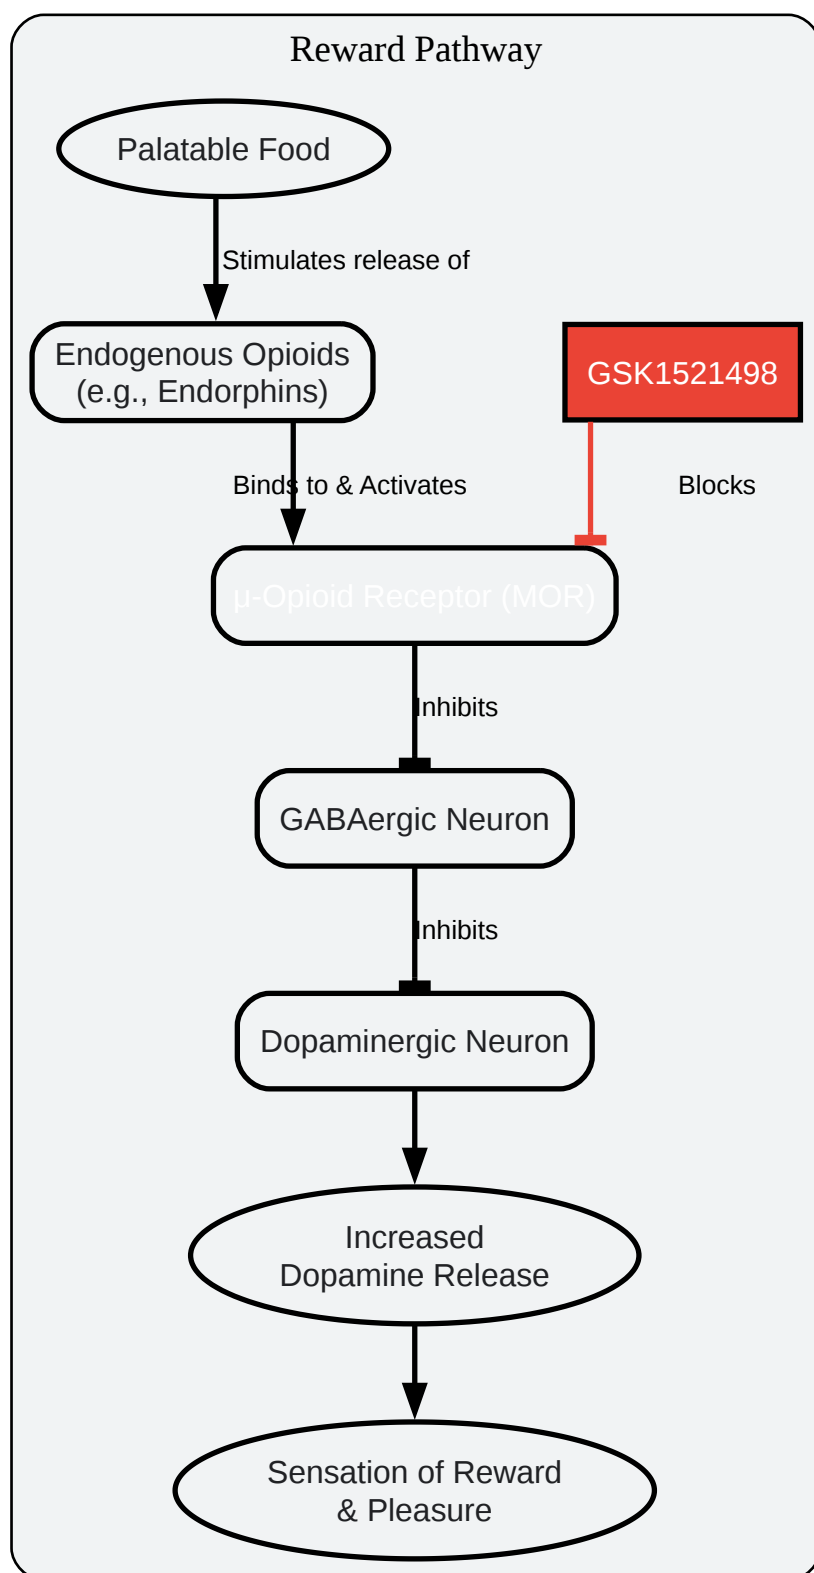 Reward Pathway
Palatable Food
Stimulates release of
Endogenous Opioids
(e.g., Endorphins)
GSK1521498
Binds to & Activates
Blocks
μ-Opioid Receptor (MOR)
Inhibits
GABAergic Neuron
Inhibits
Dopaminergic Neuron
Increased
Dopamine Release
Sensation of Reward
& Pleasure